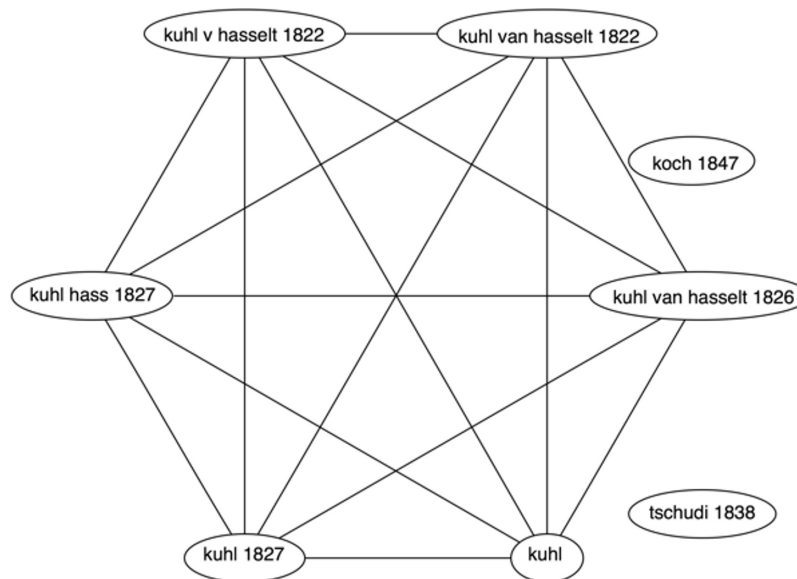 kuhl v hasselt 1822
kuhl van hasselt 1822
koch 1847
kuhl hass 1827
kuhl van hasselt 1826
tschudi 1838
kuhl 1827
kuhl